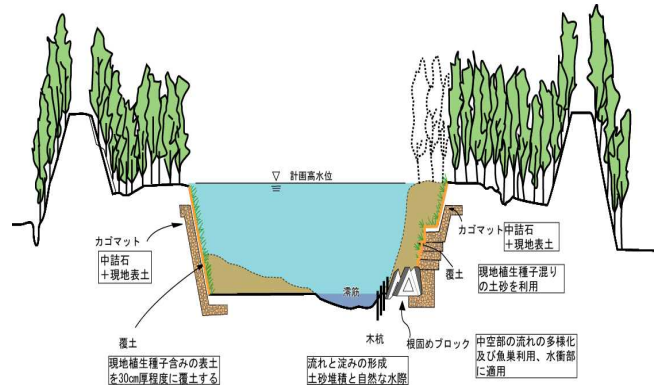 ▽ 計画高水位
カゴマット
中詰石
＋現地表土
カゴマット
中詰石
＋現地表土
覆土
現地植生種子混り
の土砂を利用
澪筋
覆土
現地植生種子含みの表土
を30cm厚程度に覆土する
木杭
流れと淀みの形成
土砂堆積と自然な水際
根固めブロック
中空部の流れの多様化
及び魚巣利用、水衝部
に適用